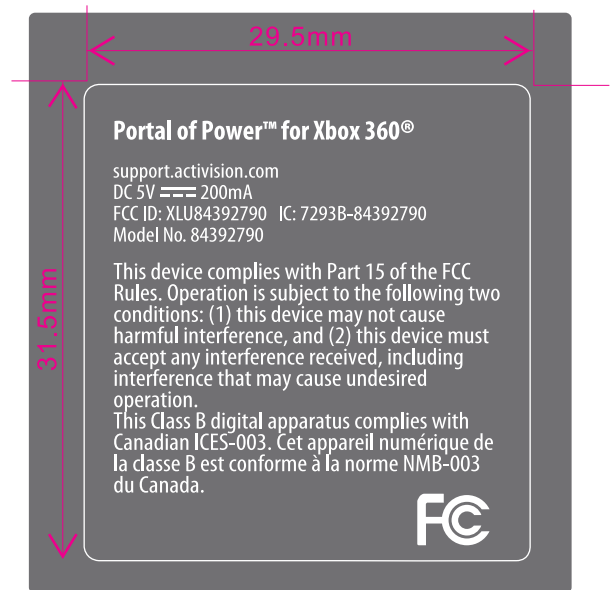 29.5mm
31.5mm
Portal of Power™ for Xbox 360®
support.activision.com
DC 5V ⎓ 200mA
FCC ID: XLU84392790 IC: 7293B-84392790
Model No. 84392790
This device complies with Part 15 of the FCC
Rules. Operation is subject to the following two
conditions: (1) this device may not cause
harmful interference, and (2) this device must
accept any interference received, including
interference that may cause undesired
operation.
This Class B digital apparatus complies with
Canadian ICES-003. Cet appareil numérique de
la classe B est conforme à la norme NMB-003
du Canada.
FC